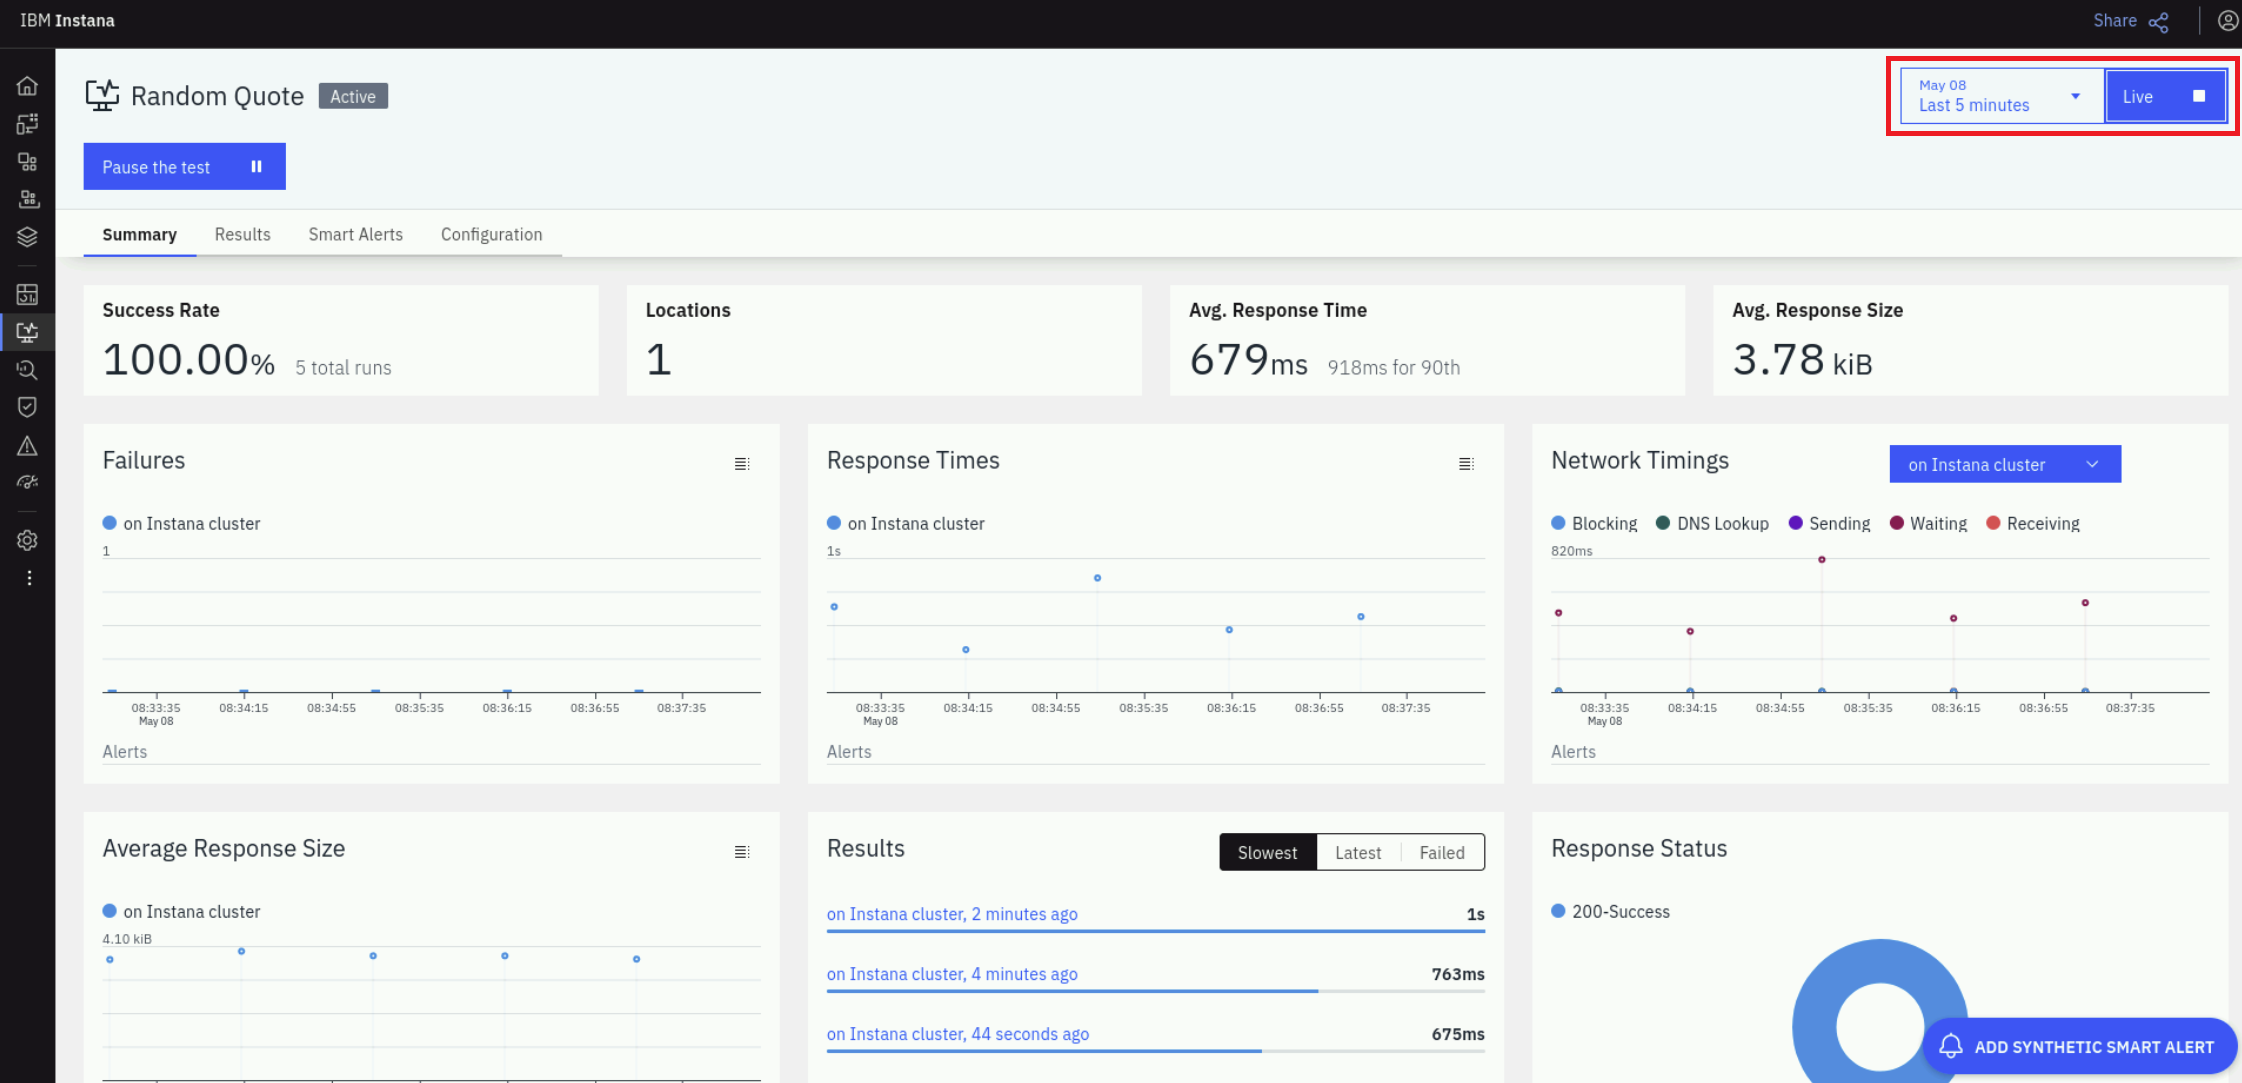 IBM Instana
Share
Random Quote
Active
May 08
Last 5 minutes
Live
Pause the test
Summary
Results
Smart Alerts
Configuration
Success Rate
100.00% 5 total runs
Locations
1
Avg. Response Time
679ms 918ms for 90th
Avg. Response Size
3.78 kiB
Failures
on Instana cluster
1
08:33:35 08:34:15 08:34:55 08:35:35 08:36:15 08:36:55 08:37:35
May 08
Alerts
Response Times
on Instana cluster
1s
08:33:35 08:34:15 08:34:55 08:35:35 08:36:15 08:36:55 08:37:35
May 08
Alerts
Network Timings
on Instana cluster
Blocking DNS Lookup Sending Waiting Receiving
820ms
08:33:35 08:34:15 08:34:55 08:35:35 08:36:15 08:36:55 08:37:35
May 08
Alerts
Average Response Size
on Instana cluster
4.10 kiB
Results
Slowest Latest Failed
on Instana cluster, 2 minutes ago 1s
on Instana cluster, 4 minutes ago 763ms
on Instana cluster, 44 seconds ago 675ms
Response Status
200-Success
ADD SYNTHETIC SMART ALERT